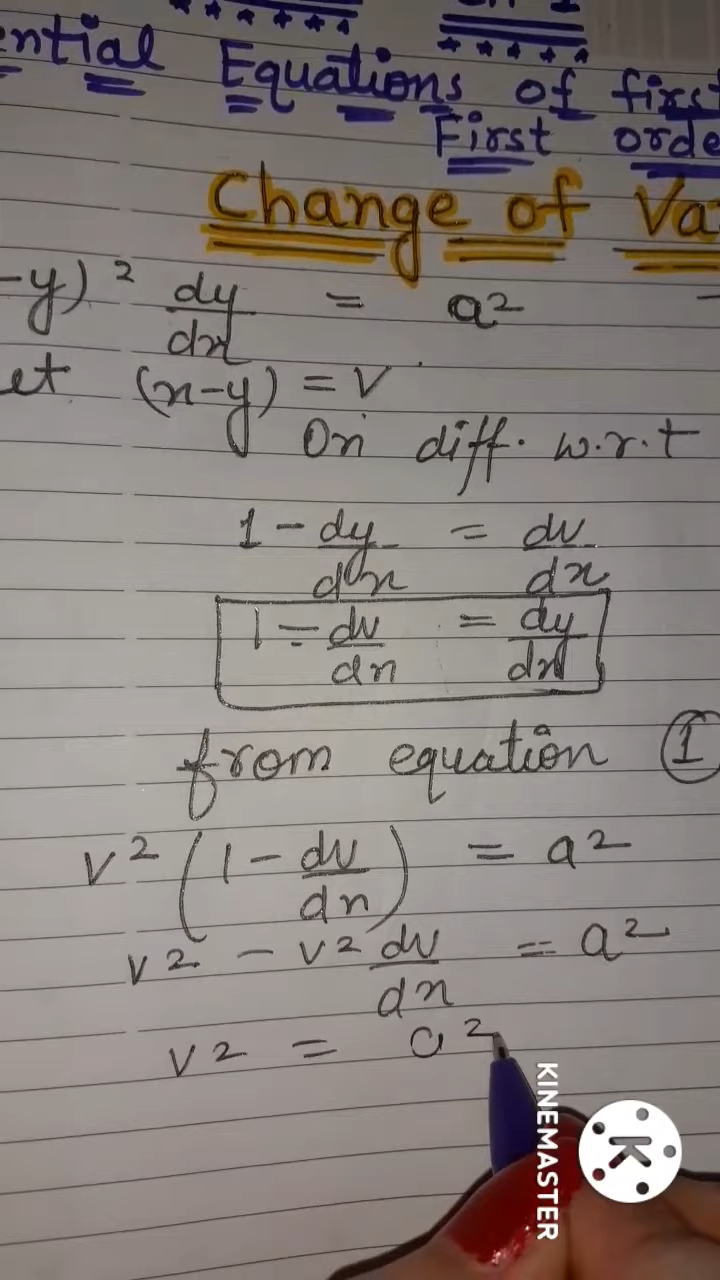 Equations of first
First orde
Change of Va
-y)² dy/dx = a²
et (x-y) = v
On diff. w.r.t
1 - dy/dx = dv/dx
1 - dv/dx = dy/dx
from equation ①
v² (1 - dv/dx) = a²
v² - v² dv/dx = a²
v² = a²
KINEMASTER